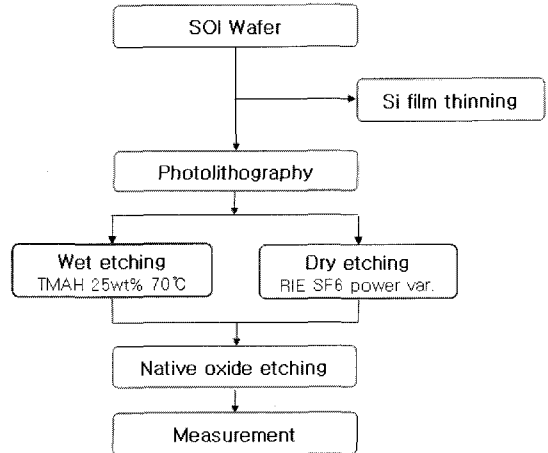 SOI Wafer
Si film thinning
Photolithography
Wet etching
TMAH 25wt% 70℃
Dry etching
RIE SF6 power var.
Native oxide etching
Measurement